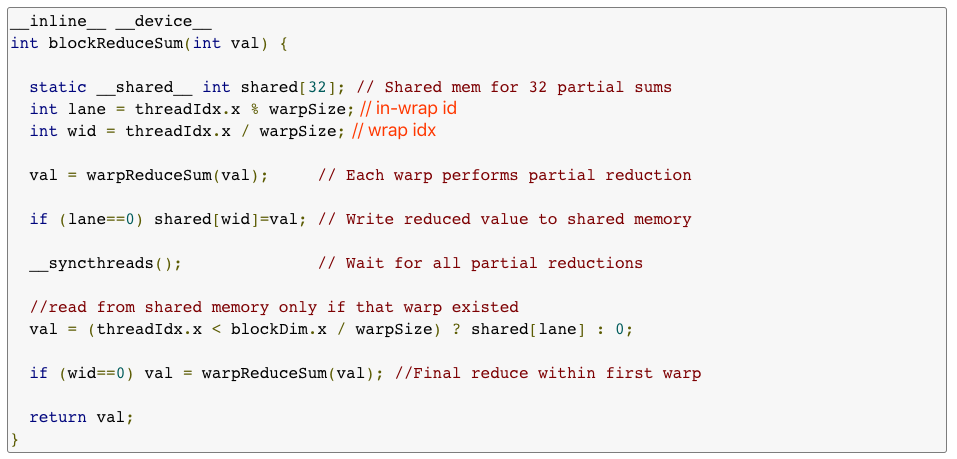 __inline__ __device__
int blockReduceSum(int val) {
static __shared__ int shared[32]; // Shared mem for 32 partial sums
int lane = threadIdx.x % warpSize; // in-wrap id
int wid = threadIdx.x / warpSize; // wrap idx
val = warpReduceSum(val); // Each warp performs partial reduction
if (lane==0) shared[wid]=val; // Write reduced value to shared memory
__syncthreads(); // Wait for all partial reductions
//read from shared memory only if that warp existed
val = (threadIdx.x < blockDim.x / warpSize) ? shared[lane] : 0;
if (wid==0) val = warpReduceSum(val); //Final reduce within first warp
return val;
}